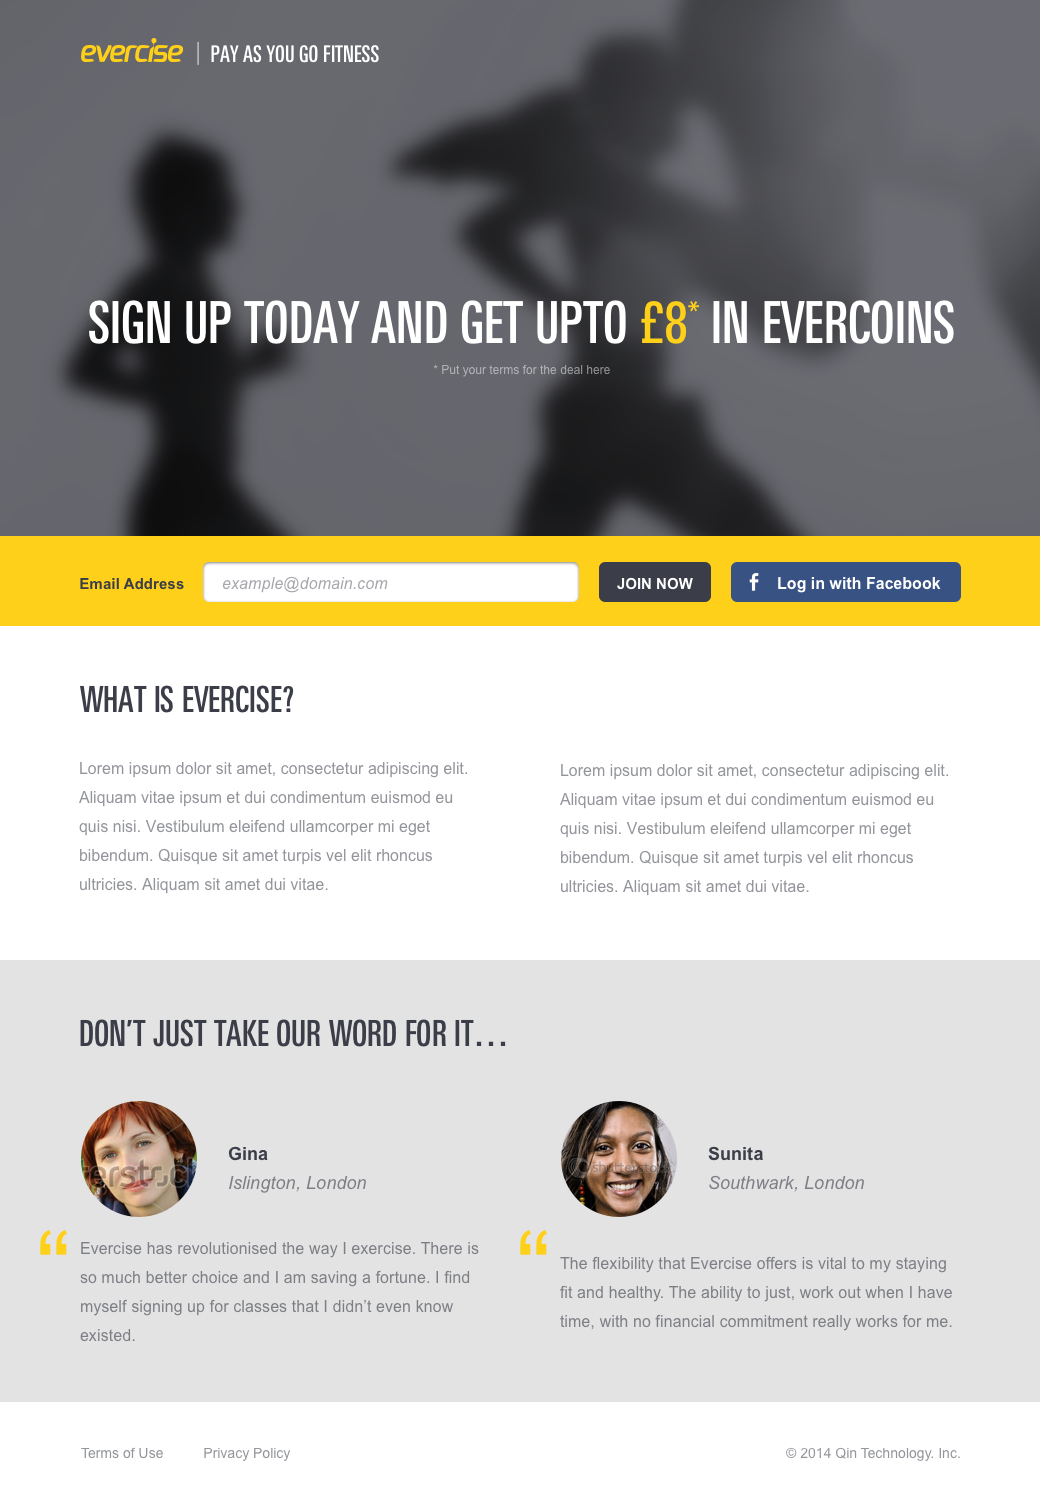 evercise | PAY AS YOU GO FITNESS
SIGN UP TODAY AND GET UPTO £8* IN EVERCOINS
* Put your terms for the deal here
Email Address
example@domain.com
JOIN NOW
f Log in with Facebook
WHAT IS EVERCISE?
Lorem ipsum dolor sit amet, consectetur adipiscing elit.
Aliquam vitae ipsum et dui condimentum euismod eu
quis nisi. Vestibulum eleifend ullamcorper mi eget
bibendum. Quisque sit amet turpis vel elit rhoncus
ultricies. Aliquam sit amet dui vitae.
Lorem ipsum dolor sit amet, consectetur adipiscing elit.
Aliquam vitae ipsum et dui condimentum euismod eu
quis nisi. Vestibulum eleifend ullamcorper mi eget
bibendum. Quisque sit amet turpis vel elit rhoncus
ultricies. Aliquam sit amet dui vitae.
DON’T JUST TAKE OUR WORD FOR IT...
Gina
Islington, London
“ Evercise has revolutionised the way I exercise. There is
so much better choice and I am saving a fortune. I find
myself signing up for classes that I didn’t even know
existed.
Sunita
Southwark, London
“ The flexibility that Evercise offers is vital to my staying
fit and healthy. The ability to just, work out when I have
time, with no financial commitment really works for me.
Terms of Use
Privacy Policy
© 2014 Qin Technology. Inc.